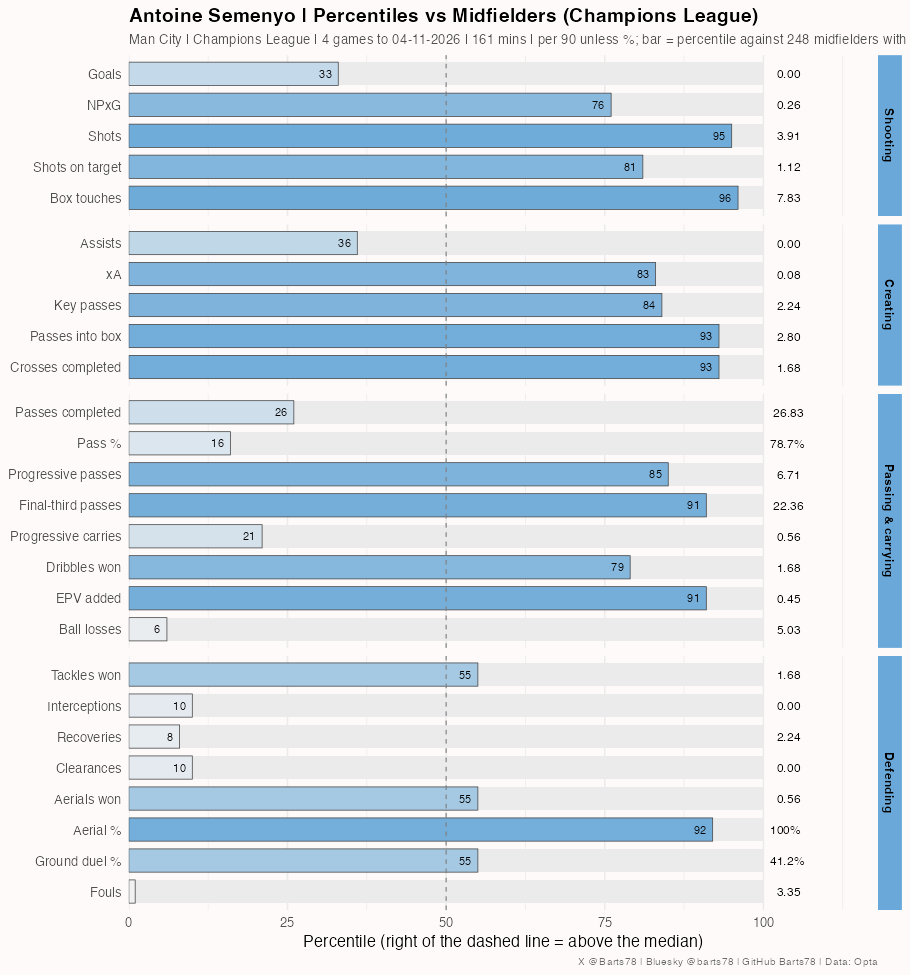 Antoine Semenyo | Percentiles vs Midfielders (Champions League)
Man City | Champions League | 4 games to 04-11-2026 | 161 mins | per 90 unless %; bar = percentile against 248 midfielders with
Goals 33 0.00
NPxG 76 0.26
Shots 95 3.91
Shots on target 81 1.12
Box touches 96 7.83
Shooting
Assists 36 0.00
xA 83 0.08
Key passes 84 2.24
Passes into box 93 2.80
Crosses completed 93 1.68
Creating
Passes completed 26 26.83
Pass % 16 78.7%
Progressive passes 85 6.71
Final-third passes 91 22.36
Progressive carries 21 0.56
Dribbles won 79 1.68
EPV added 91 0.45
Ball losses 6 5.03
Passing & carrying
Tackles won 55 1.68
Interceptions 10 0.00
Recoveries 8 2.24
Clearances 10 0.00
Aerials won 55 0.56
Aerial % 92 100%
Ground duel % 55 41.2%
Fouls 3.35
Defending
0 25 50 75 100
Percentile (right of the dashed line = above the median)
X @Barts78 | Bluesky @barts78 | GitHub Barts78 | Data: Opta